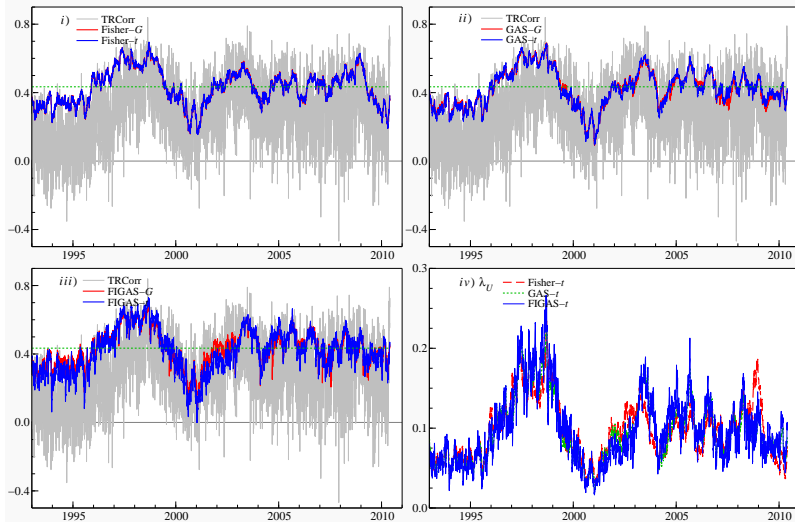 0.8
i)
TRCorr
Fisher−G
Fisher−t
0.4
0.0
−0.4
1995 2000 2005 2010
0.8
ii)
TRCorr
GAS−G
GAS−t
0.4
0.0
−0.4
1995 2000 2005 2010
0.8
iii)
TRCorr
FIGAS−G
FIGAS−t
0.4
0.0
−0.4
1995 2000 2005 2010
0.3
iv) λU
Fisher−t
GAS−t
FIGAS−t
0.2
0.1
0.0
1995 2000 2005 2010